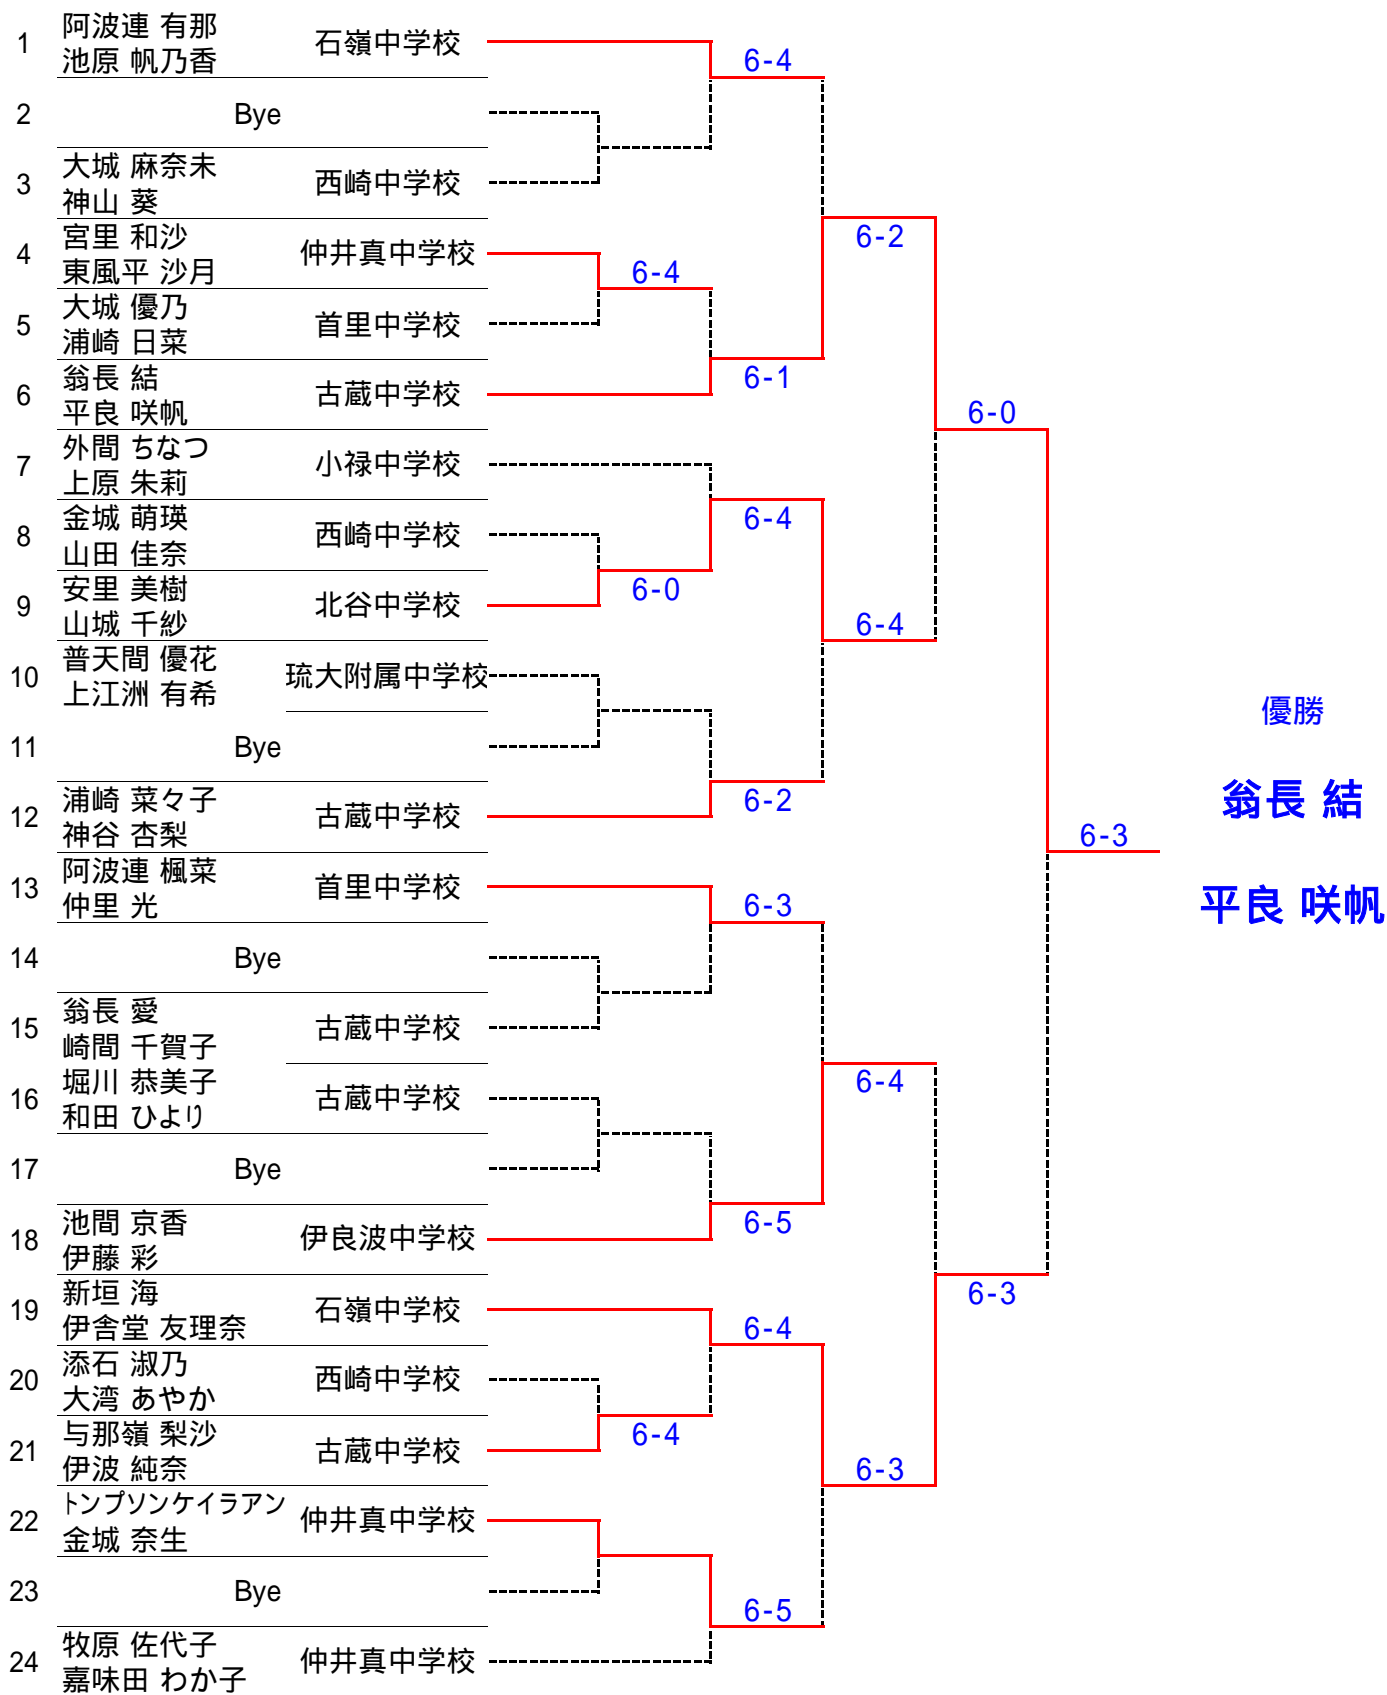 1 阿波連 有那 石嶺中学校
池原 帆乃香
6-4
2 Bye
3 大城 麻奈未 西崎中学校
神山 葵
6-2
4 宮里 和沙 仲井真中学校
東風平 沙月
6-4
5 大城 優乃 首里中学校
浦崎 日菜
6-1
6 翁長 結 古蔵中学校
平良 咲帆
6-0
7 外間 ちなつ 小禄中学校
上原 朱莉
6-4
8 金城 萌瑛 西崎中学校
山田 佳奈
6-0
9 安里 美樹 北谷中学校
山城 千紗
6-4
10 普天間 優花 琉大附属中学校
上江洲 有希
11 Bye
6-2
12 浦崎 菜々子 古蔵中学校
神谷 杏梨
6-3
優勝
翁長 結
平良 咲帆
13 阿波連 楓菜 首里中学校
仲里 光
6-3
14 Bye
15 翁長 愛 古蔵中学校
崎間 千賀子
6-4
16 堀川 恭美子 古蔵中学校
和田 ひより
17 Bye
6-5
18 池間 京香 伊良波中学校
伊藤 彩
6-3
19 新垣 海 石嶺中学校
伊舎堂 友理奈
6-4
20 添石 淑乃 西崎中学校
大湾 あやか
6-4
21 与那嶺 梨沙 古蔵中学校
伊波 純奈
6-3
22 トンプソンケイラアン 仲井真中学校
金城 奈生
23 Bye
6-5
24 牧原 佐代子 仲井真中学校
嘉味田 わか子